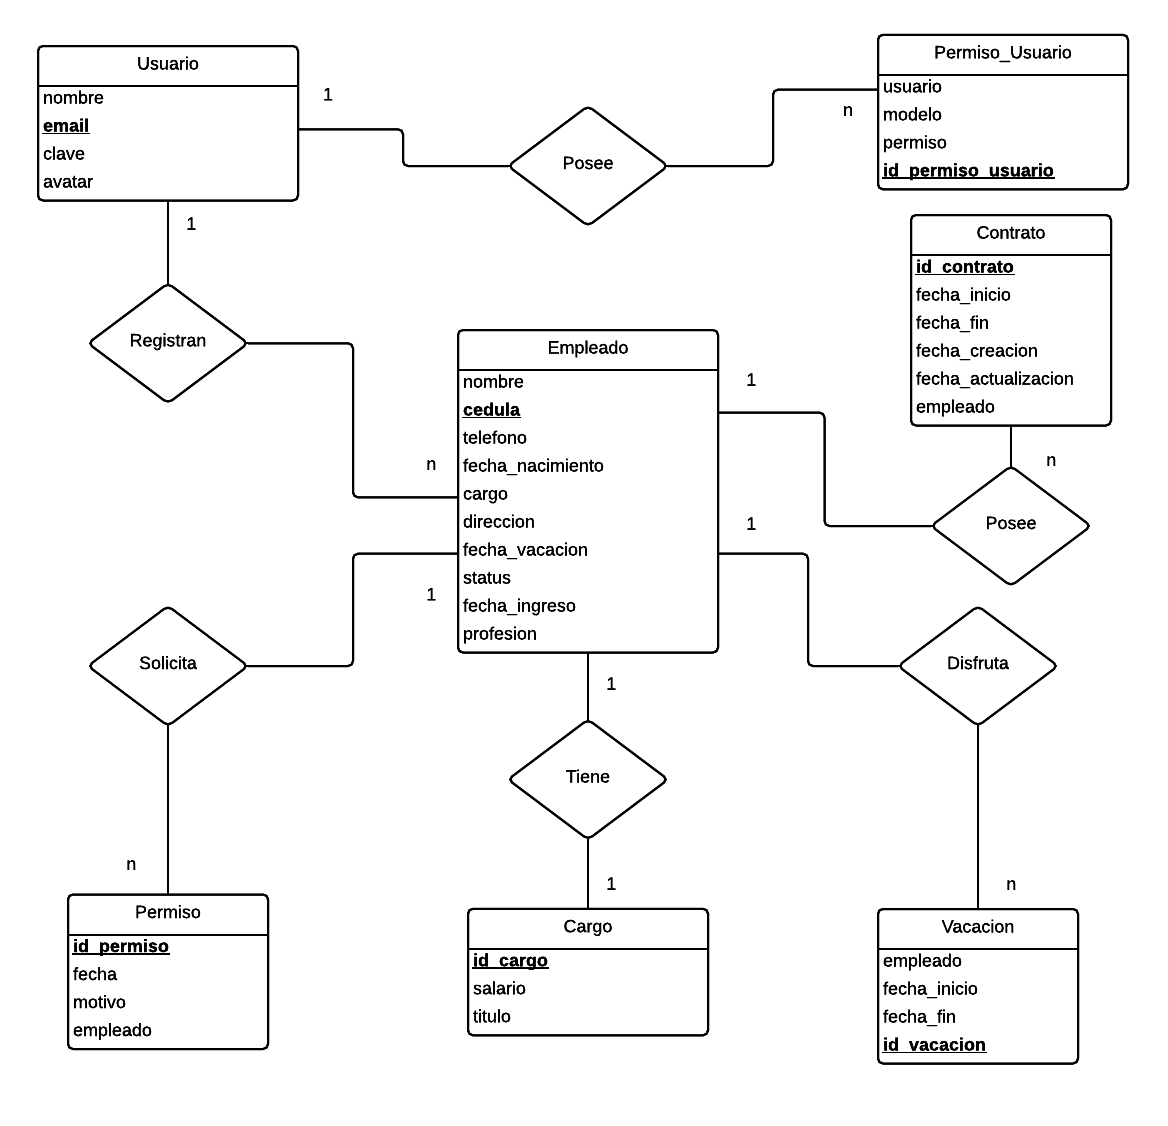 Usuario
nombre
email
clave
avatar
1
Posee
n
Permiso_Usuario
usuario
modelo
permiso
id_permiso_usuario
1
Registran
n
Contrato
id_contrato
fecha_inicio
fecha_fin
fecha_creacion
fecha_actualizacion
empleado
n
Posee
Empleado
nombre
cedula
telefono
fecha_nacimiento
cargo
direccion
fecha_vacacion
status
fecha_ingreso
profesion
1
1
1
Solicita
n
Disfruta
n
1
Tiene
1
Permiso
id_permiso
fecha
motivo
empleado
Cargo
id_cargo
salario
titulo
Vacacion
empleado
fecha_inicio
fecha_fin
id_vacacion